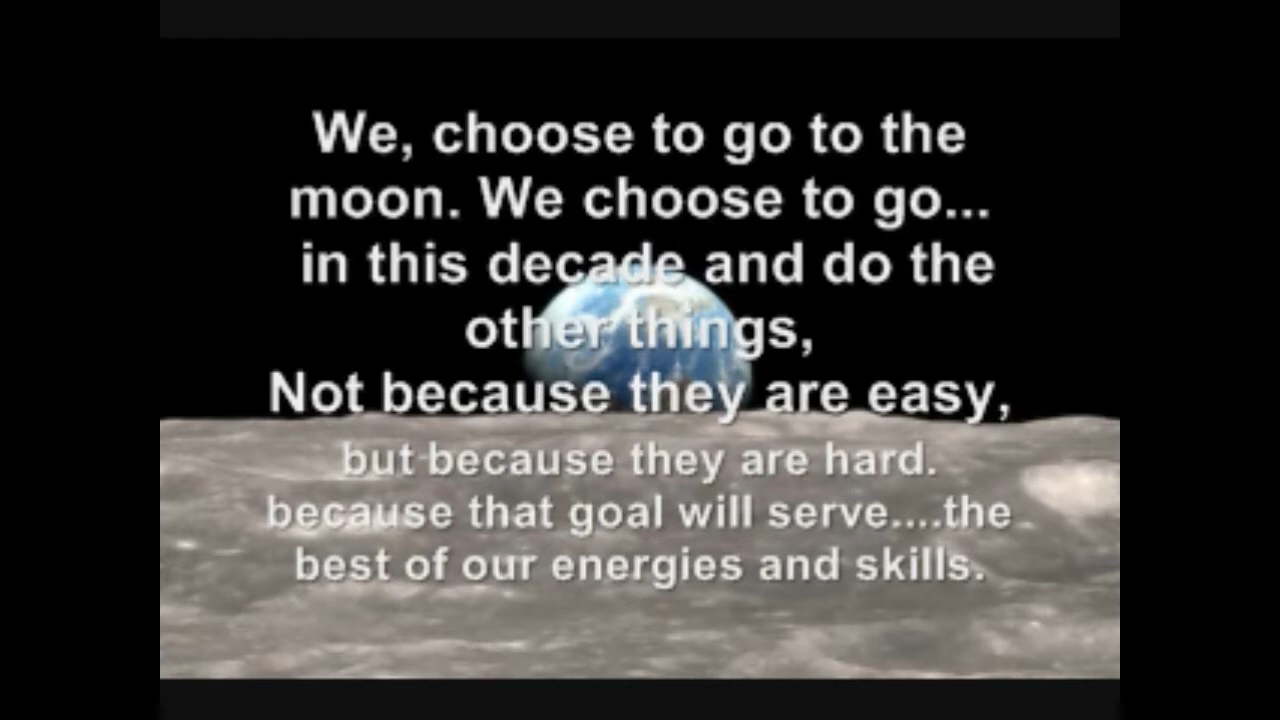 We, choose to go to the
moon. We choose to go...
in this decade and do the
other things,
Not because they are easy,
but because they are hard.
because that goal will serve....the
best of our energies and skills.